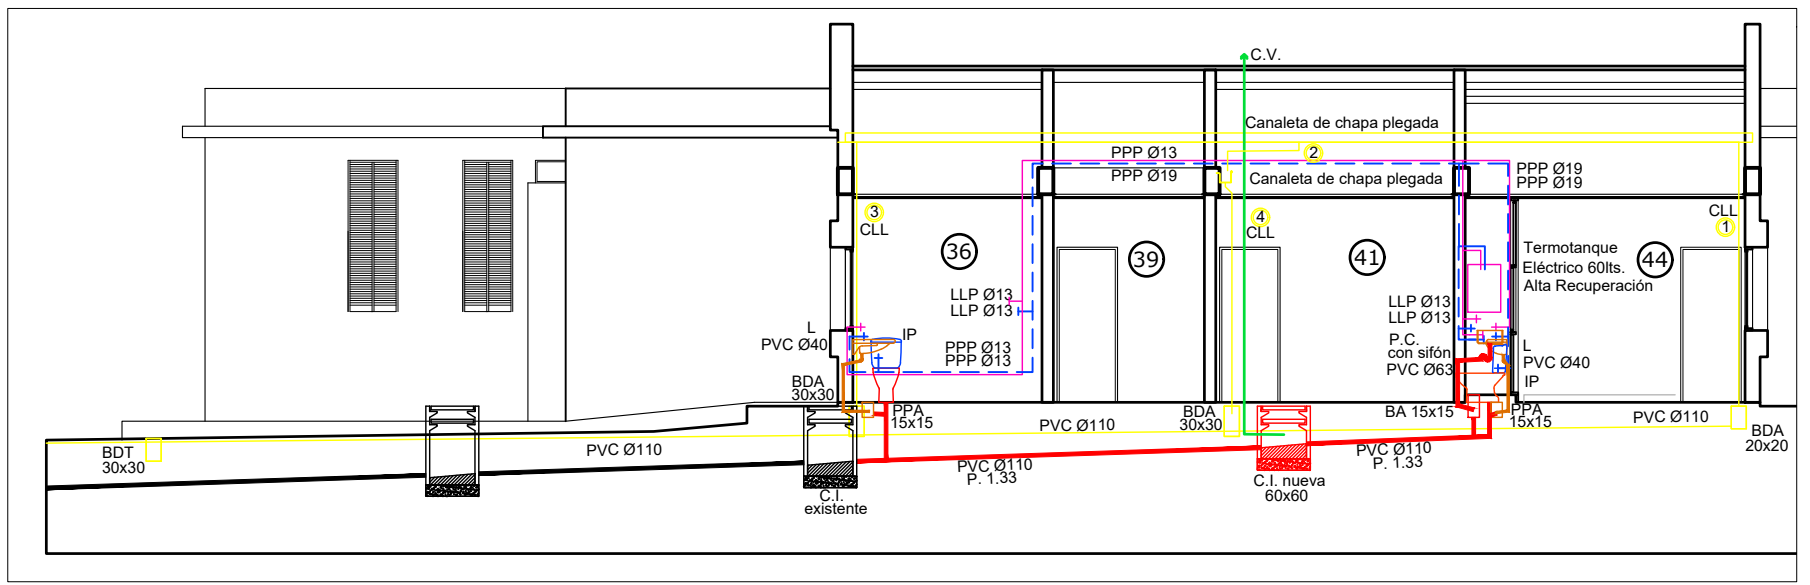 C.V.
Canaleta de chapa plegada
2
PPP Ø13
PPP Ø19
Canaleta de chapa plegada
PPP Ø19
PPP Ø19
3
CLL
4
CLL
CLL
1
36
39
41
44
Termotanque
Eléctrico 60lts.
Alta Recuperación
LLP Ø13
LLP Ø13
LLP Ø13
LLP Ø13
L
PVC Ø40
IP
PPP Ø13
PPP Ø13
P.C.
con sifón
PVC Ø63
L
PVC Ø40
IP
BDA
30x30
PPA
15x15
PVC Ø110
BDA
30x30
BA 15x15
PPA
15x15
PVC Ø110
BDA
20x20
BDT
30x30
PVC Ø110
PVC Ø110
P. 1.33
PVC Ø110
P. 1.33
C.I. nueva
60x60
C.I.
existente